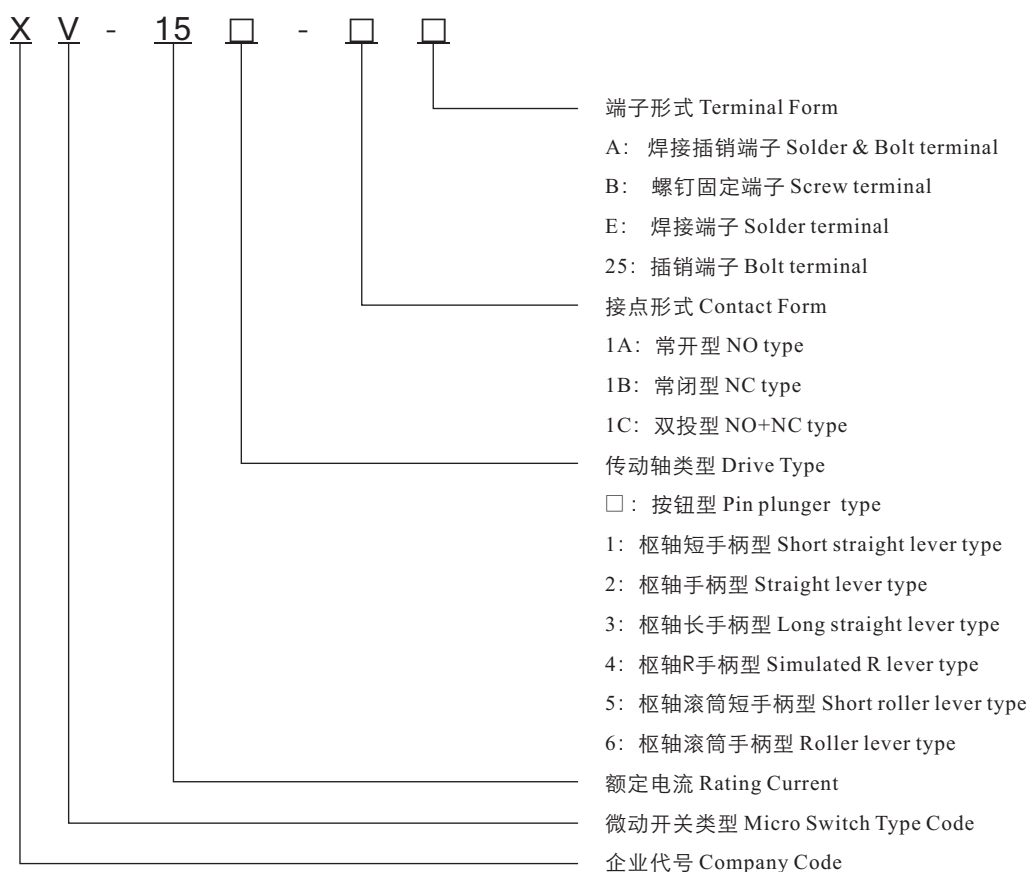 X V - 15 □ - □ □
端子形式 Terminal Form
A： 焊接插销端子 Solder & Bolt terminal
B： 螺钉固定端子 Screw terminal
E： 焊接端子 Solder terminal
25：插销端子 Bolt terminal
接点形式 Contact Form
1A：常开型 NO type
1B：常闭型 NC type
1C：双投型 NO+NC type
传动轴类型 Drive Type
□：按钮型 Pin plunger type
1：枢轴短手柄型 Short straight lever type
2：枢轴手柄型 Straight lever type
3：枢轴长手柄型 Long straight lever type
4：枢轴R手柄型 Simulated R lever type
5：枢轴滚筒短手柄型 Short roller lever type
6：枢轴滚筒手柄型 Roller lever type
额定电流 Rating Current
微动开关类型 Micro Switch Type Code
企业代号 Company Code